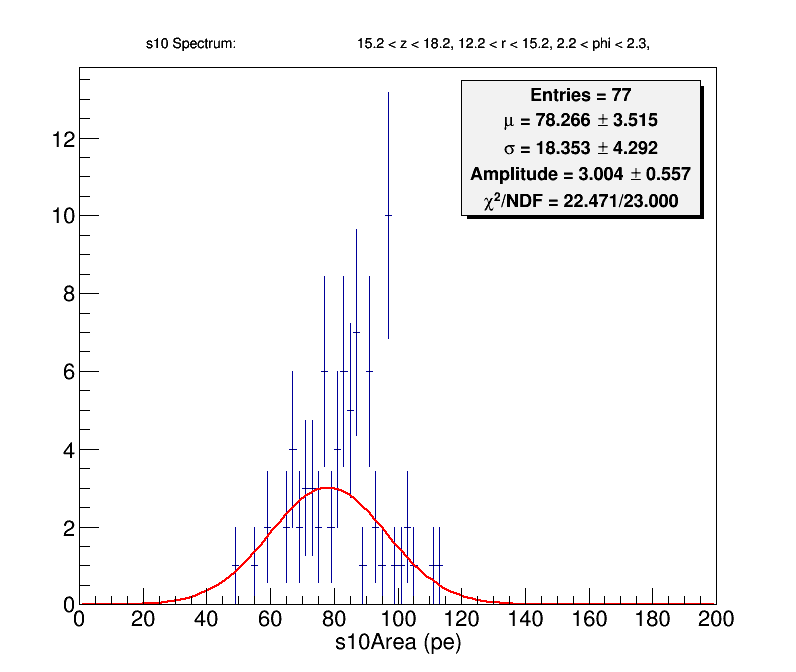 s10 Spectrum: 15.2 < z < 18.2, 12.2 < r < 15.2, 2.2 < phi < 2.3,
Entries = 77
μ = 78.266 ± 3.515
σ = 18.353 ± 4.292
Amplitude = 3.004 ± 0.557
χ²/NDF = 22.471/23.000
12
10
8
6
4
2
0
0 20 40 60 80 100 120 140 160 180 200
s10Area (pe)